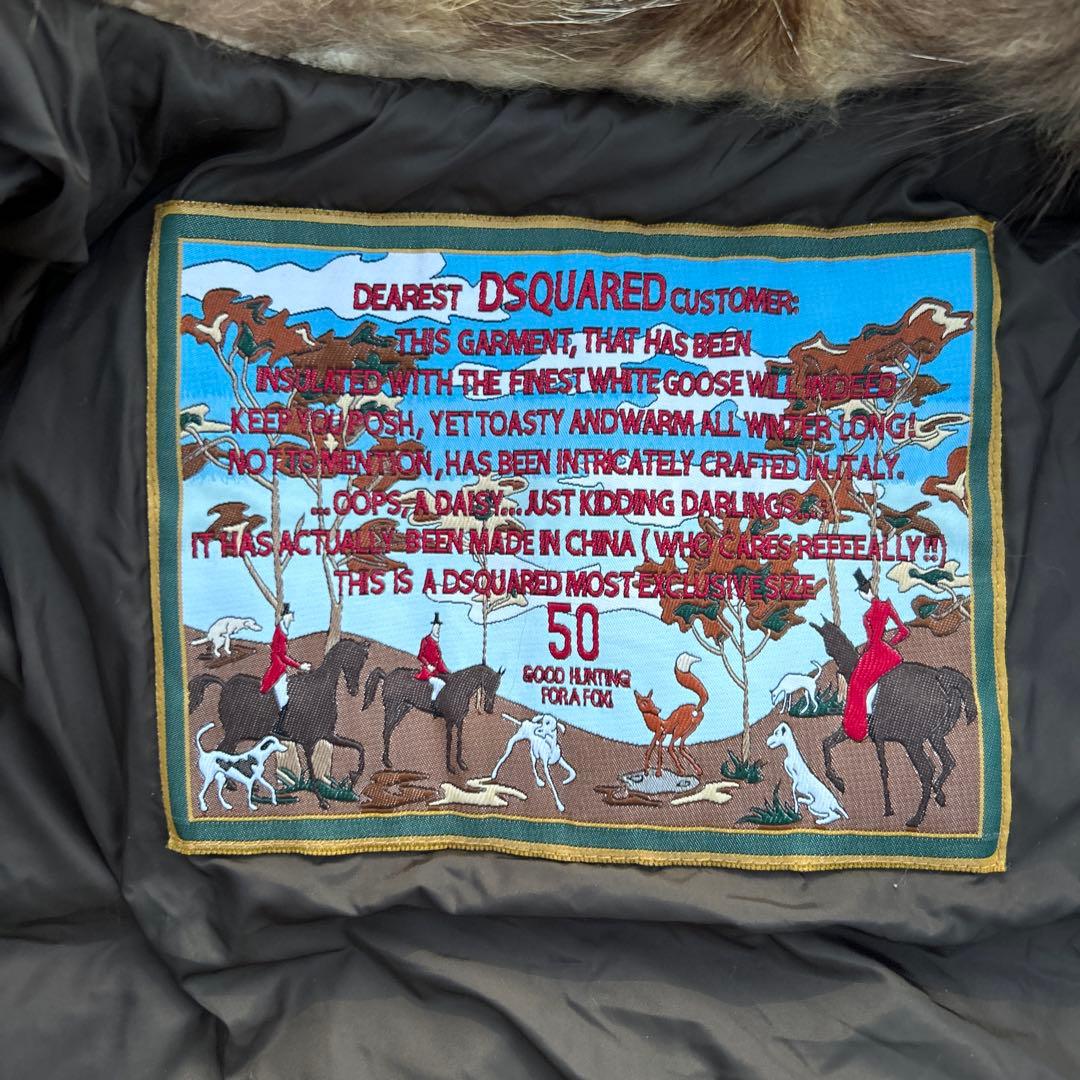 DEAREST DSQUARED CUSTOMER:
THIS GARMENT, THAT HAS BEEN
INSULATED WITH THE FINEST WHITE GOOSE WILL INDEED
KEEP YOU POSH, YET TOASTY AND WARM ALL WINTER LONG!
NOT TO MENTION, HAS BEEN INTRICATELY CRAFTED IN ITALY.
...OOPS, A DAISY... JUST KIDDING DARLINGS....
IT HAS ACTUALLY BEEN MADE IN CHINA ( WHO CARES REEEEALLY!!)
THIS IS A DSQUARED MOST EXCLUSIVE SIZE
50
GOOD HUNTING
FOR A FOX!